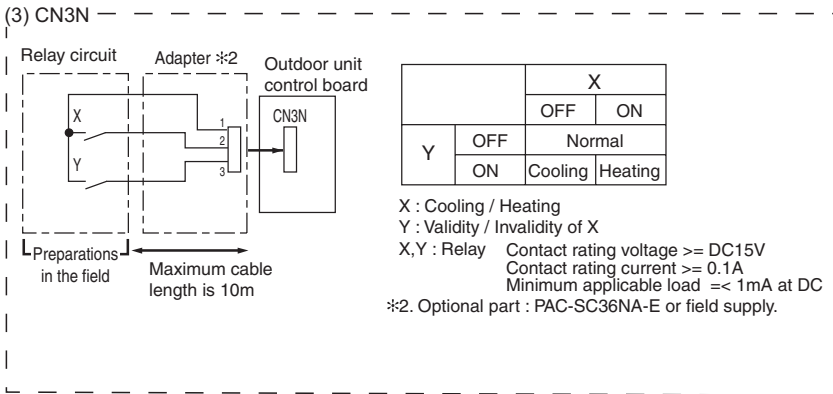 (3) CN3N
Relay circuit
Adapter ✻2
Outdoor unit
control board
X
Y
1
2
3
CN3N
Preparations
in the field
Maximum cable
length is 10m
X
OFF ON
Y OFF Normal
ON Cooling Heating
X : Cooling / Heating
Y : Validity / Invalidity of X
X,Y : Relay Contact rating voltage >= DC15V
Contact rating current >= 0.1A
Minimum applicable load =< 1mA at DC
✻2. Optional part : PAC-SC36NA-E or field supply.